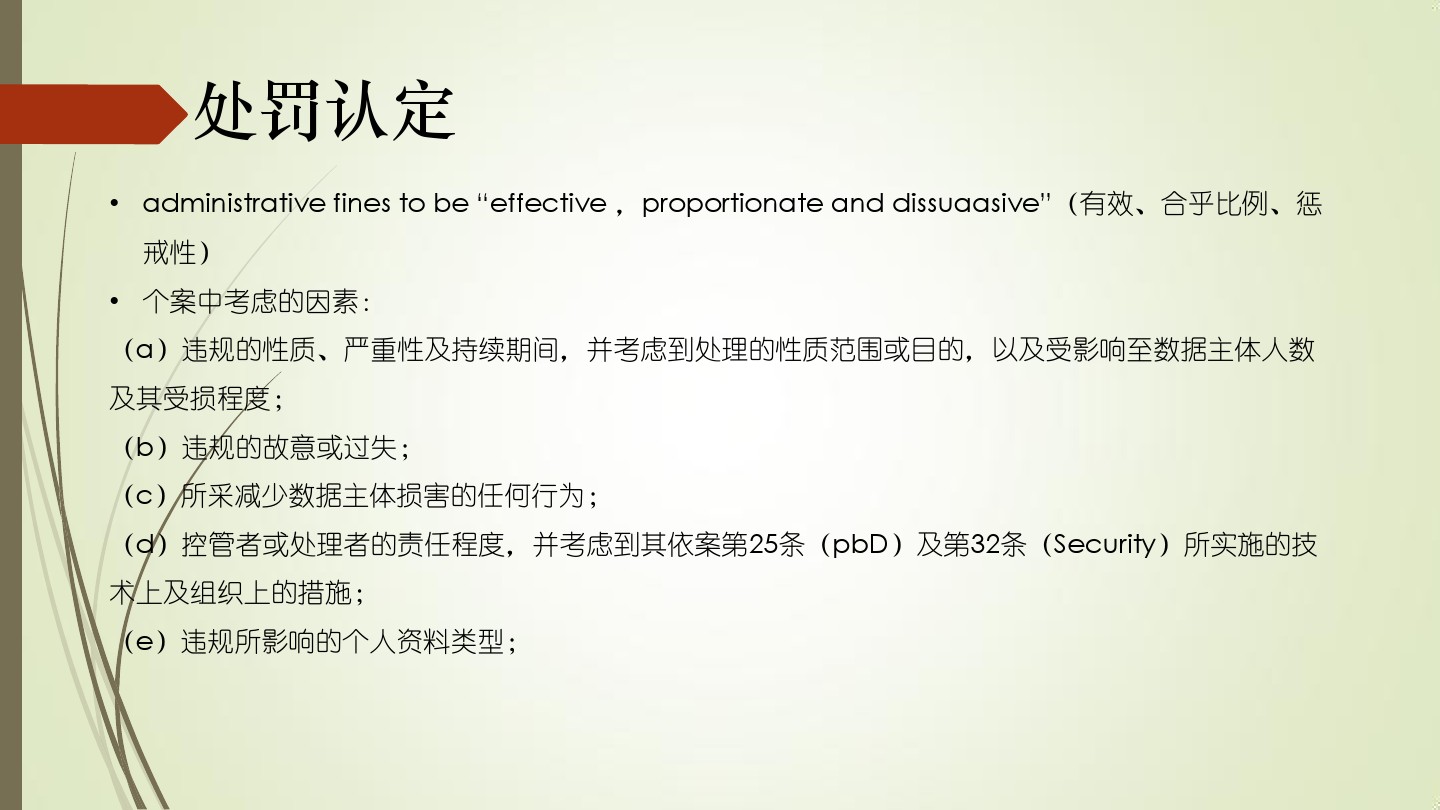 处罚认定
• administrative fines to be “effective ，proportionate and dissuaasive”（有效、合乎比例、惩
戒性）
• 个案中考虑的因素：
（a）违规的性质、严重性及持续期间，并考虑到处理的性质范围或目的，以及受影响至数据主体人数
及其受损程度；
（b）违规的故意或过失；
（c）所采减少数据主体损害的任何行为；
（d）控管者或处理者的责任程度，并考虑到其依案第25条（pbD）及第32条（Security）所实施的技
术上及组织上的措施；
（e）违规所影响的个人资料类型；